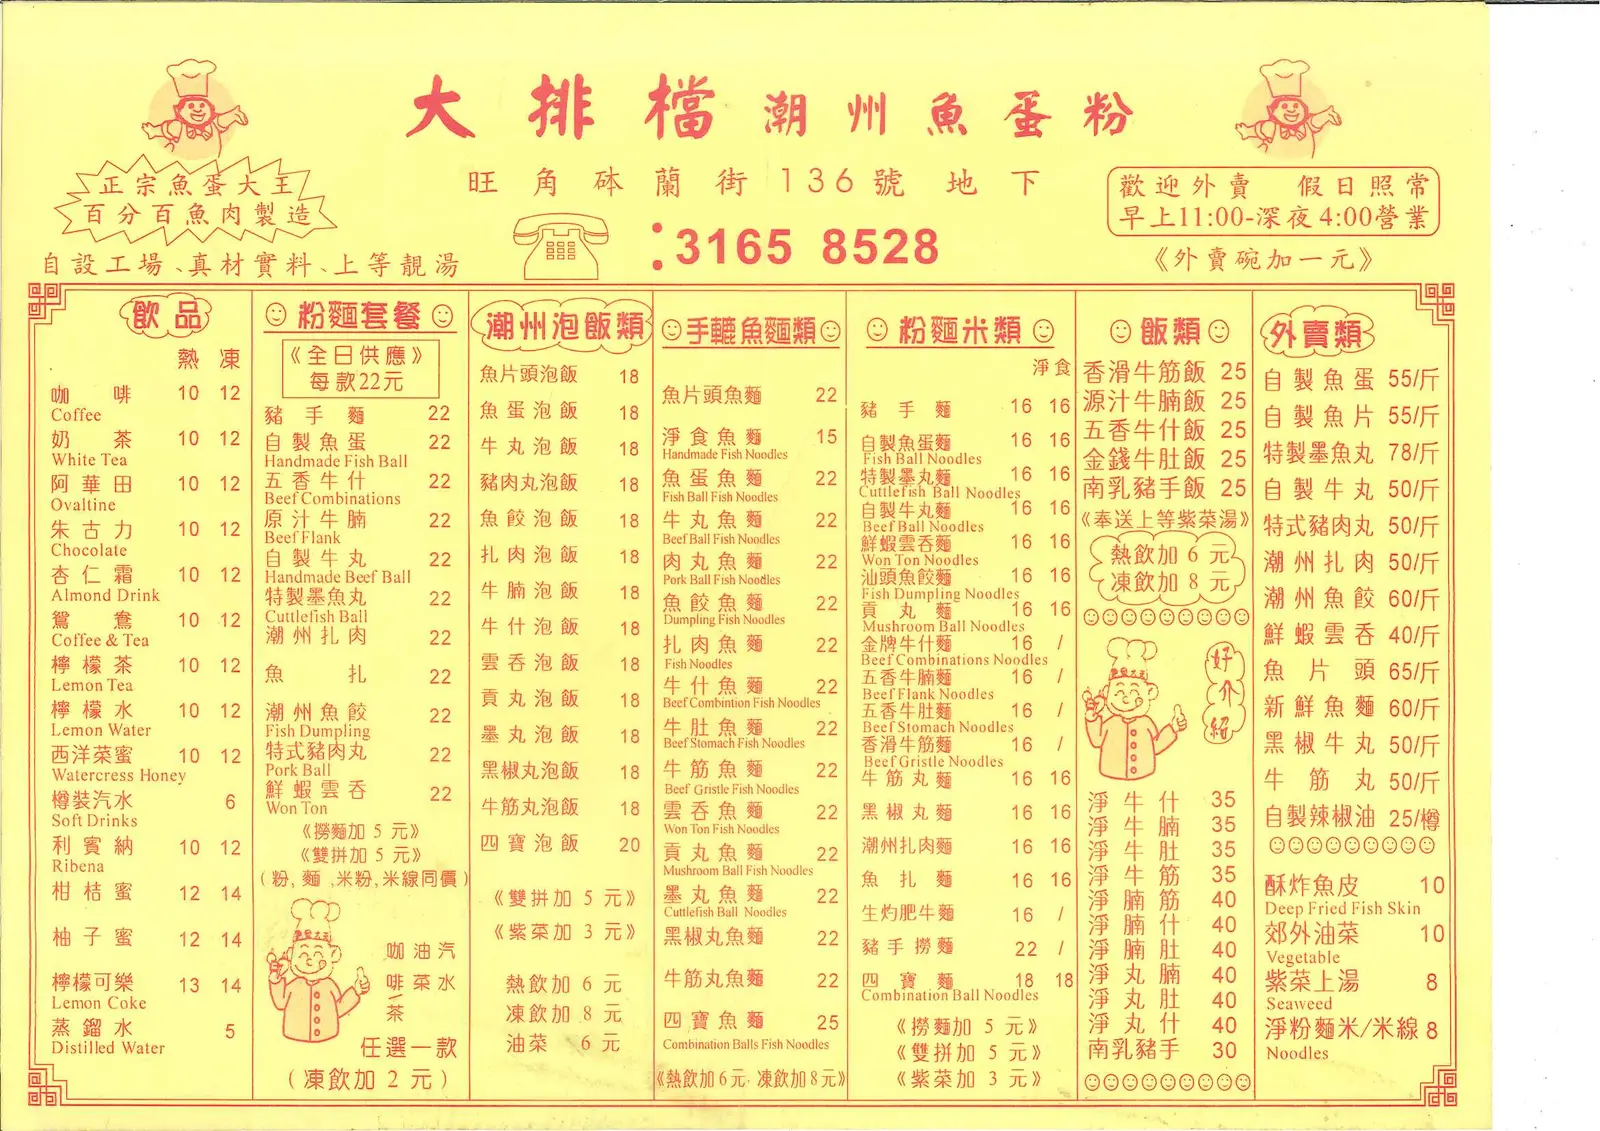 大排檔潮州魚蛋粉
正宗魚蛋大王
百分百魚肉製造
自設工場、真材實料、上等靚湯
旺角砵蘭街136號地下
:3165 8528
歡迎外賣 假日照常
早上11:00-深夜4:00營業
《外賣碗加一元》
飲品
熱 凍
咖啡 10 12
Coffee
奶茶 10 12
White Tea
阿華田 10 12
Ovaltine
朱古力 10 12
Chocolate
杏仁霜 10 12
Almond Drink
鴛鴦 10 12
Coffee & Tea
檸檬茶 10 12
Lemon Tea
檸檬水 10 12
Lemon Water
西洋菜蜜 10 12
Watercress Honey
樽裝汽水 6
Soft Drinks
利賓納 10 12
Ribena
柑桔蜜 12 14
柚子蜜 12 14
檸檬可樂 13 14
Lemon Coke
蒸餾水 5
Distilled Water
粉麵套餐
《全日供應》
每款22元
豬手麵 22
自製魚蛋 22
Handmade Fish Ball
五香牛什 22
Beef Combinations
原汁牛腩 22
Beef Flank
自製牛丸 22
Handmade Beef Ball
特製墨魚丸 22
Cuttlefish Ball
潮州扎肉 22
魚扎 22
潮州魚餃 22
Fish Dumpling
特式豬肉丸 22
Pork Ball
鮮蝦雲吞 22
Won Ton
《撈麵加5元》
《雙拼加5元》
(粉,麵,米粉,米線同價)
魚蛋大王
咖啡/茶
油菜
汽水
任選一款
(凍飲加2元)
潮州泡飯類
魚片頭泡飯 18
魚蛋泡飯 18
牛丸泡飯 18
豬肉丸泡飯 18
魚餃泡飯 18
扎肉泡飯 18
牛腩泡飯 18
牛什泡飯 18
雲吞泡飯 18
貢丸泡飯 18
墨丸泡飯 18
黑椒丸泡飯 18
牛筋丸泡飯 18
四寶泡飯 20
《雙拼加5元》
《紫菜加3元》
熱飲加6元
凍飲加8元
油菜 6元
手轆魚麵類
魚片頭魚麵 22
淨食魚麵 15
Handmade Fish Noodles
魚蛋魚麵 22
Fish Ball Fish Noodles
牛丸魚麵 22
Beef Ball Fish Noodles
肉丸魚麵 22
Pork Ball Fish Noodles
魚餃魚麵 22
Dumpling Fish Noodles
扎肉魚麵 22
Fish Noodles
牛什魚麵 22
Beef Combintion Fish Noodles
牛肚魚麵 22
Beef Stomach Fish Noodles
牛筋魚麵 22
Beef Gristle Fish Noodles
雲吞魚麵 22
Won Ton Fish Noodles
貢丸魚麵 22
Mushroom Ball Fish Noodles
墨丸魚麵 22
Cuttlefish Ball Noodles
黑椒丸魚麵 22
牛筋丸魚麵 22
四寶魚麵 25
Combination Balls Fish Noodles
《熱飲加6元·凍飲加8元》
粉麵米類
淨食
豬手麵 16 16
自製魚蛋麵 16 16
Fish Ball Noodles
特製墨丸麵 16 16
Cuttlefish Ball Noodles
自製牛丸麵 16 16
Beef Ball Noodles
鮮蝦雲吞麵 16 16
Won Ton Noodles
汕頭魚餃麵 16 16
Fish Dumpling Noodles
貢丸麵 16 16
Mushroom Ball Noodles
金牌牛什麵 16 /
Beef Combinations Noodles
五香牛腩麵 16 /
Beef Flank Noodles
五香牛肚麵 16 /
Beef Stomach Noodles
香滑牛筋麵 16 /
Beef Gristle Noodles
牛筋丸麵 16 16
黑椒丸麵 16 16
潮州扎肉麵 16 16
魚扎麵 16 16
生灼肥牛麵 16 /
豬手撈麵 22 /
四寶麵 18 18
Combination Ball Noodles
《撈麵加5元》
《雙拼加5元》
《紫菜加3元》
飯類
香滑牛筋飯 25
源汁牛腩飯 25
五香牛什飯 25
金錢牛肚飯 25
南乳豬手飯 25
《奉送上等紫菜湯》
熱飲加6元
凍飲加8元
魚蛋大王
好介紹
淨牛什 35
淨牛腩 35
淨牛肚 35
淨牛筋 35
淨腩筋 40
淨腩什 40
淨腩肚 40
淨丸腩 40
淨丸肚 40
淨丸什 40
南乳豬手 30
外賣類
自製魚蛋 55/斤
自製魚片 55/斤
特製墨魚丸 78/斤
自製牛丸 50/斤
特式豬肉丸 50/斤
潮州扎肉 50/斤
潮州魚餃 60/斤
鮮蝦雲吞 40/斤
魚片頭 65/斤
新鮮魚麵 60/斤
黑椒牛丸 50/斤
牛筋丸 50/斤
自製辣椒油 25/樽
酥炸魚皮 10
Deep Fried Fish Skin
郊外油菜 10
Vegetable
紫菜上湯 8
Seaweed
淨粉麵米/米線 8
Noodles